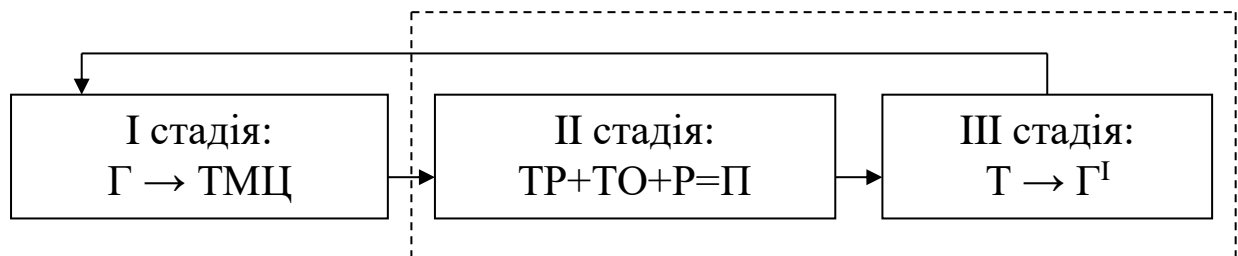 I стадія:
Г → ТМЦ
II стадія:
ТР+ТО+Р=П
III стадія:
Т → Гᴵ